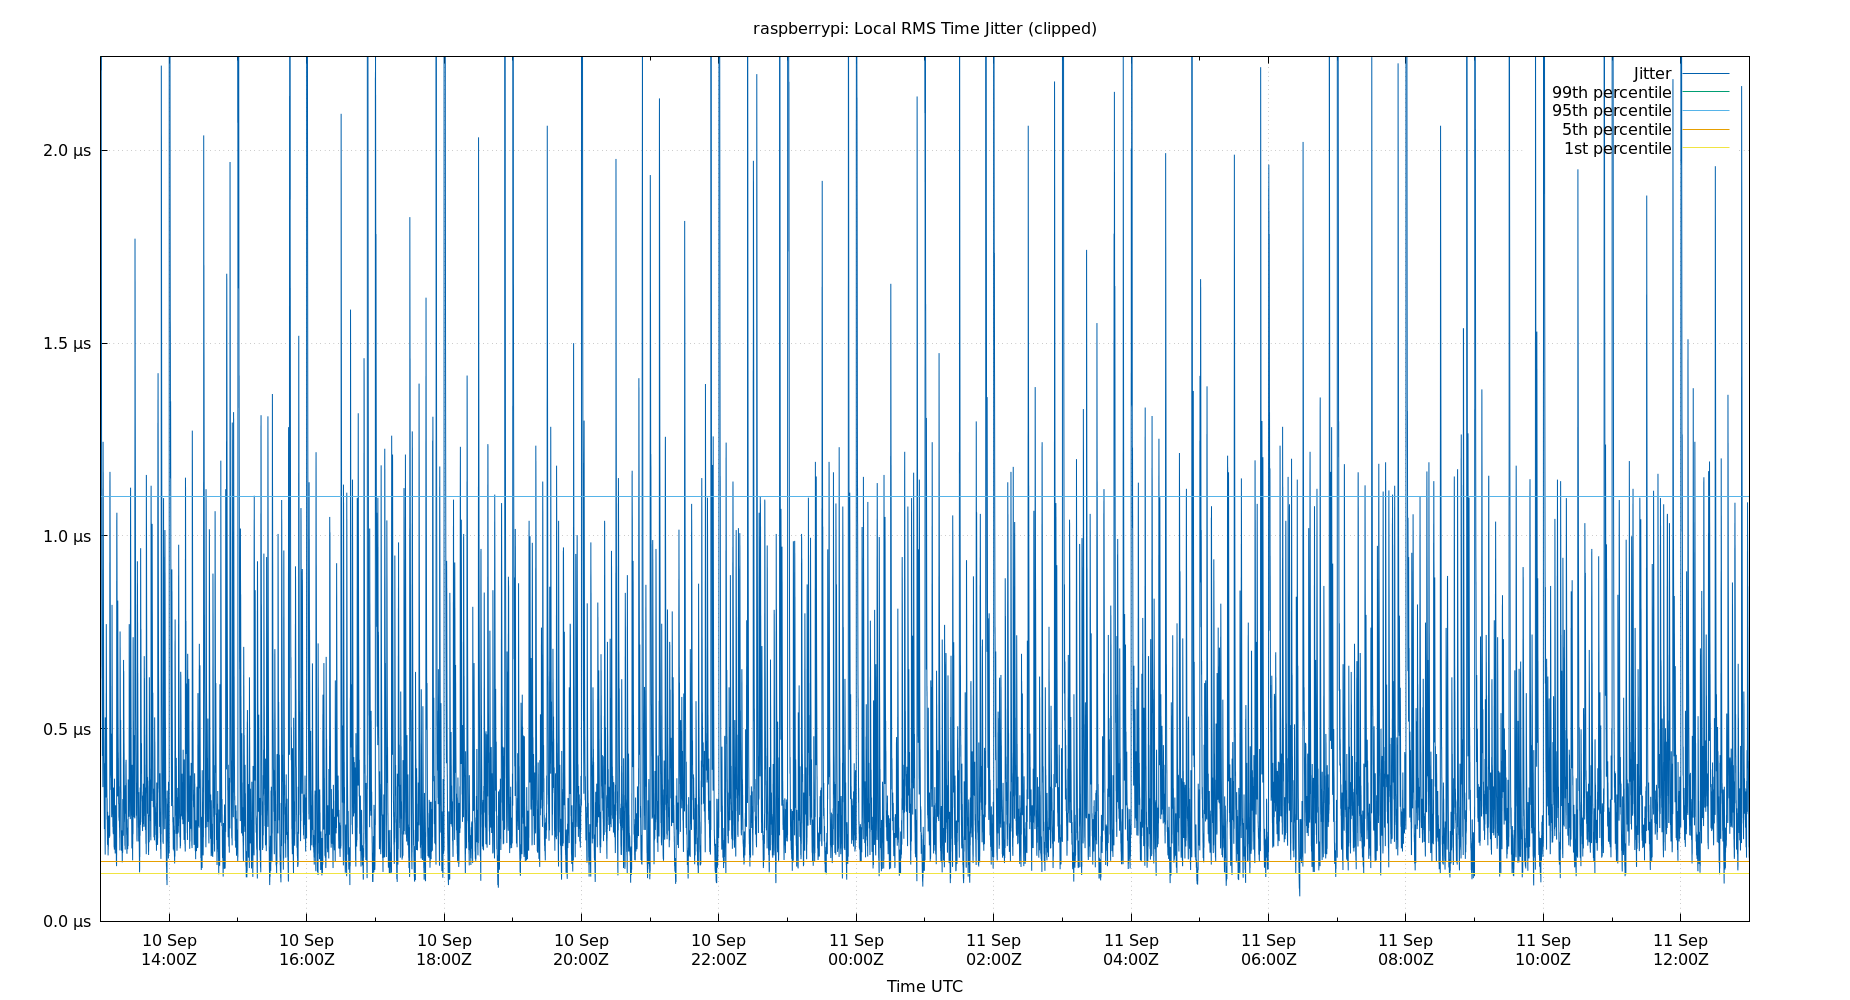 raspberrypi: Local RMS Time Jitter (clipped)
Jitter
99th percentile
95th percentile
5th percentile
1st percentile
2.0 µs
1.5 µs
1.0 µs
0.5 µs
0.0 µs
10 Sep 10 Sep 10 Sep 10 Sep 10 Sep 11 Sep 11 Sep 11 Sep 11 Sep 11 Sep 11 Sep 11 Sep
14:00Z 16:00Z 18:00Z 20:00Z 22:00Z 00:00Z 02:00Z 04:00Z 06:00Z 08:00Z 10:00Z 12:00Z
Time UTC